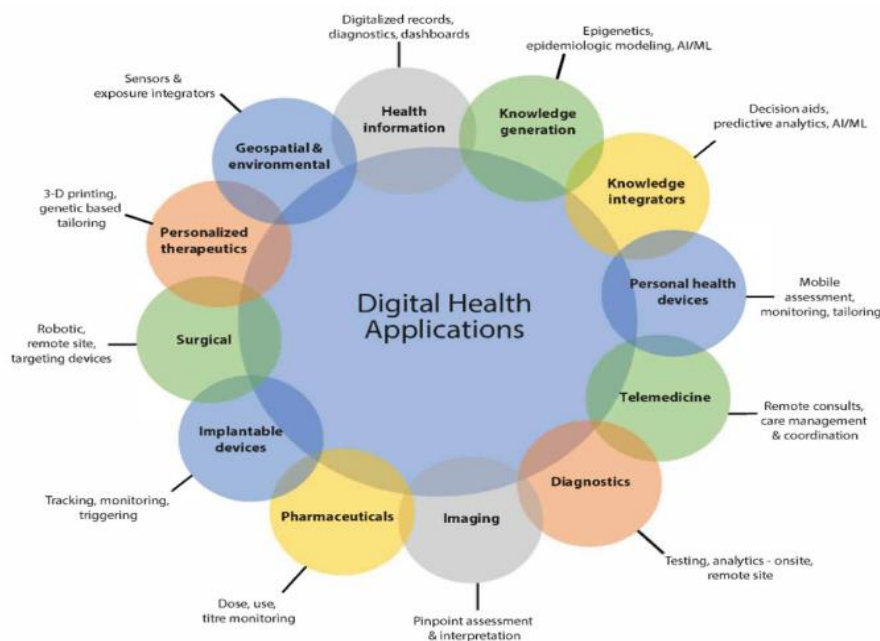 Digitalized records,
diagnostics, dashboards
Epigenetics,
epidemiologic modeling, AI/ML
Sensors &
exposure integrators
Health
information
Knowledge
generation
Decision aids,
predictive analytics, AI/ML
Geospatial &
environmental
Knowledge
integrators
3-D printing,
genetic based
tailoring
Personalized
therapeutics
Personal health
devices
Mobile
assessment,
monitoring, tailoring
Digital Health
Applications
Robotic,
remote site,
targeting devices
Surgical
Telemedicine
Remote consults,
care management
& coordination
Implantable
devices
Diagnostics
Tracking, monitoring,
triggering
Pharmaceuticals
Imaging
Testing, analytics - onsite,
remote site
Dose, use,
titre monitoring
Pinpoint assessment
& interpretation